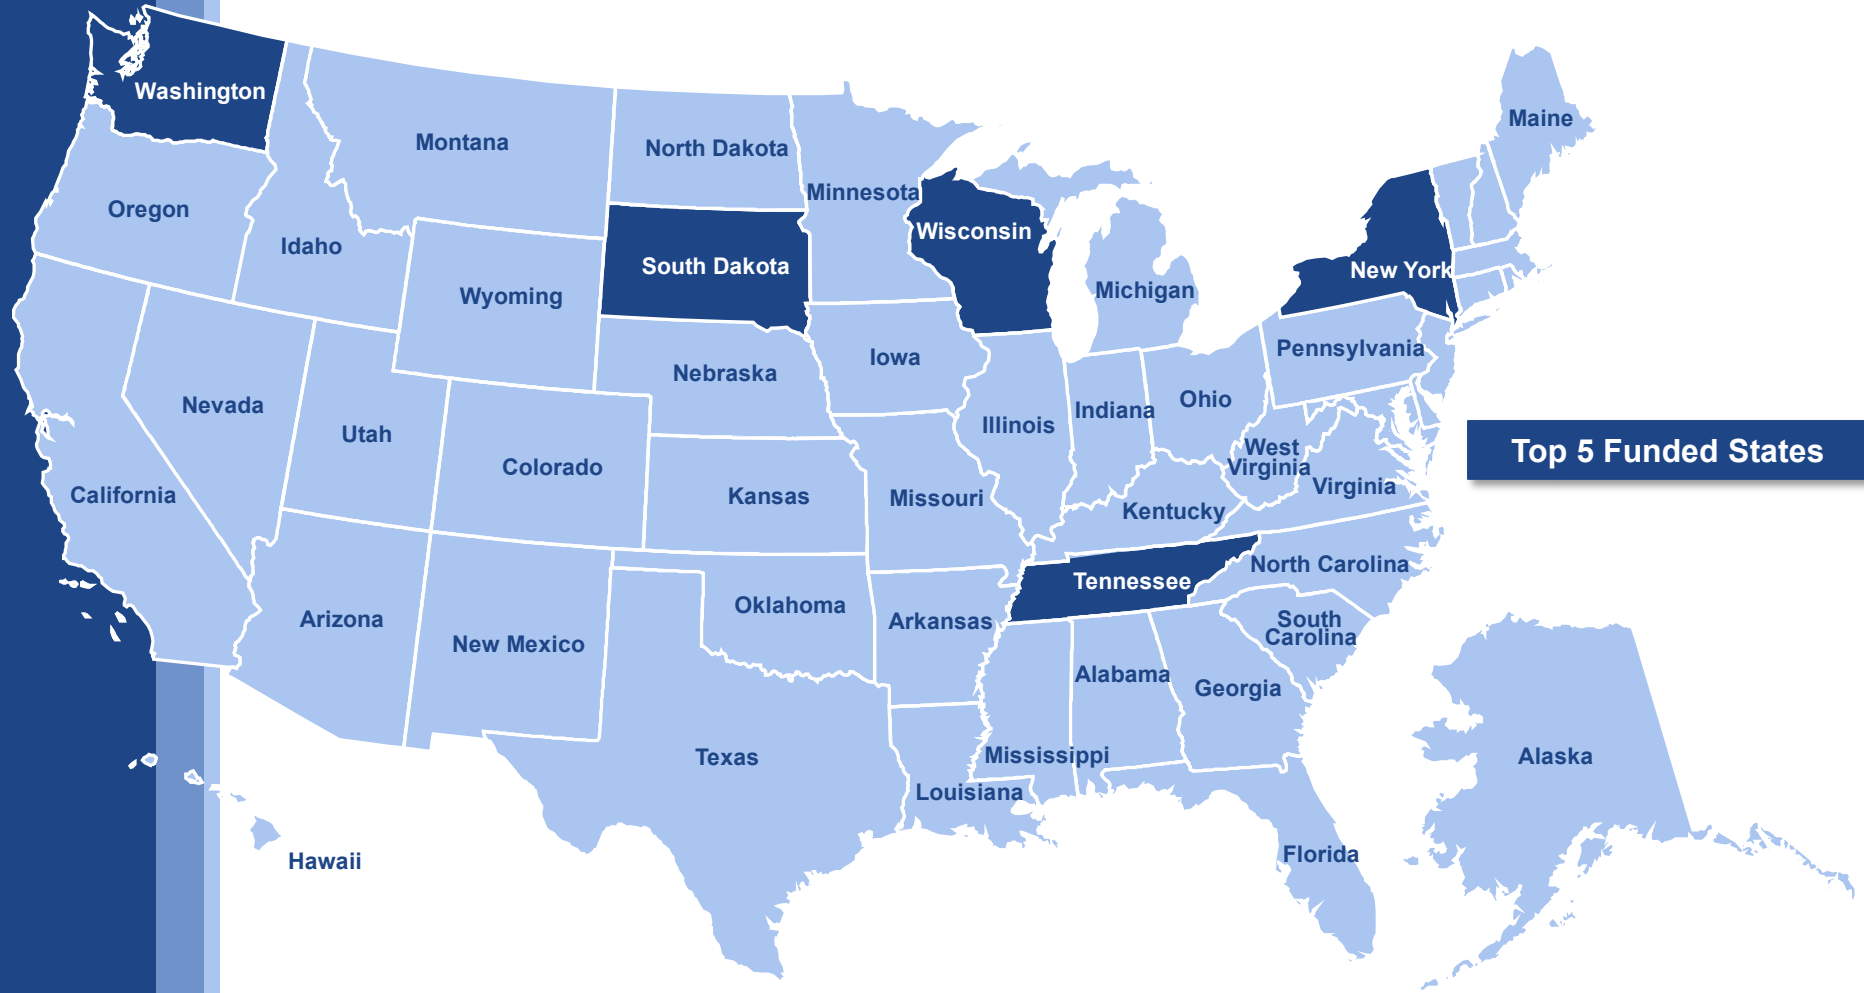 Washington
Montana
North Dakota
Minnesota
Maine
Oregon
Idaho
Wisconsin
South Dakota
Wyoming
Michigan
New York
Nebraska
Iowa
Pennsylvania
Nevada
Utah
Illinois
Indiana
Ohio
Colorado
West
Virginia
Top 5 Funded States
California
Kansas
Missouri
Virginia
Kentucky
North Carolina
Tennessee
Arizona
Oklahoma
Arkansas
South
Carolina
New Mexico
Alabama
Georgia
Texas
Mississippi
Alaska
Louisiana
Florida
Hawaii